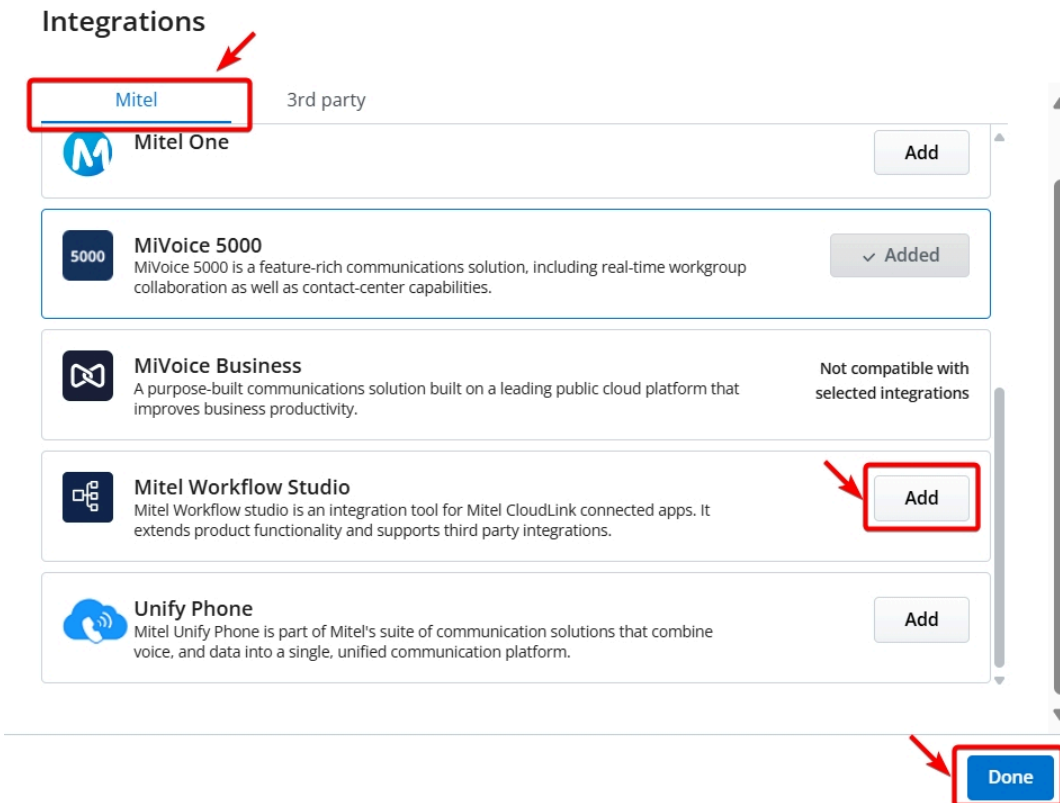 Integrations
Mitel
3rd party
Mitel One
Add
5000
MiVoice 5000
MiVoice 5000 is a feature-rich communications solution, including real-time workgroup
collaboration as well as contact-center capabilities.
Added
MiVoice Business
A purpose-built communications solution built on a leading public cloud platform that
improves business productivity.
Not compatible with
selected integrations
Mitel Workflow Studio
Mitel Workflow studio is an integration tool for Mitel CloudLink connected apps. It
extends product functionality and supports third party integrations.
Add
Unify Phone
Mitel Unify Phone is part of Mitel's suite of communication solutions that combine
voice, and data into a single, unified communication platform.
Add
Done